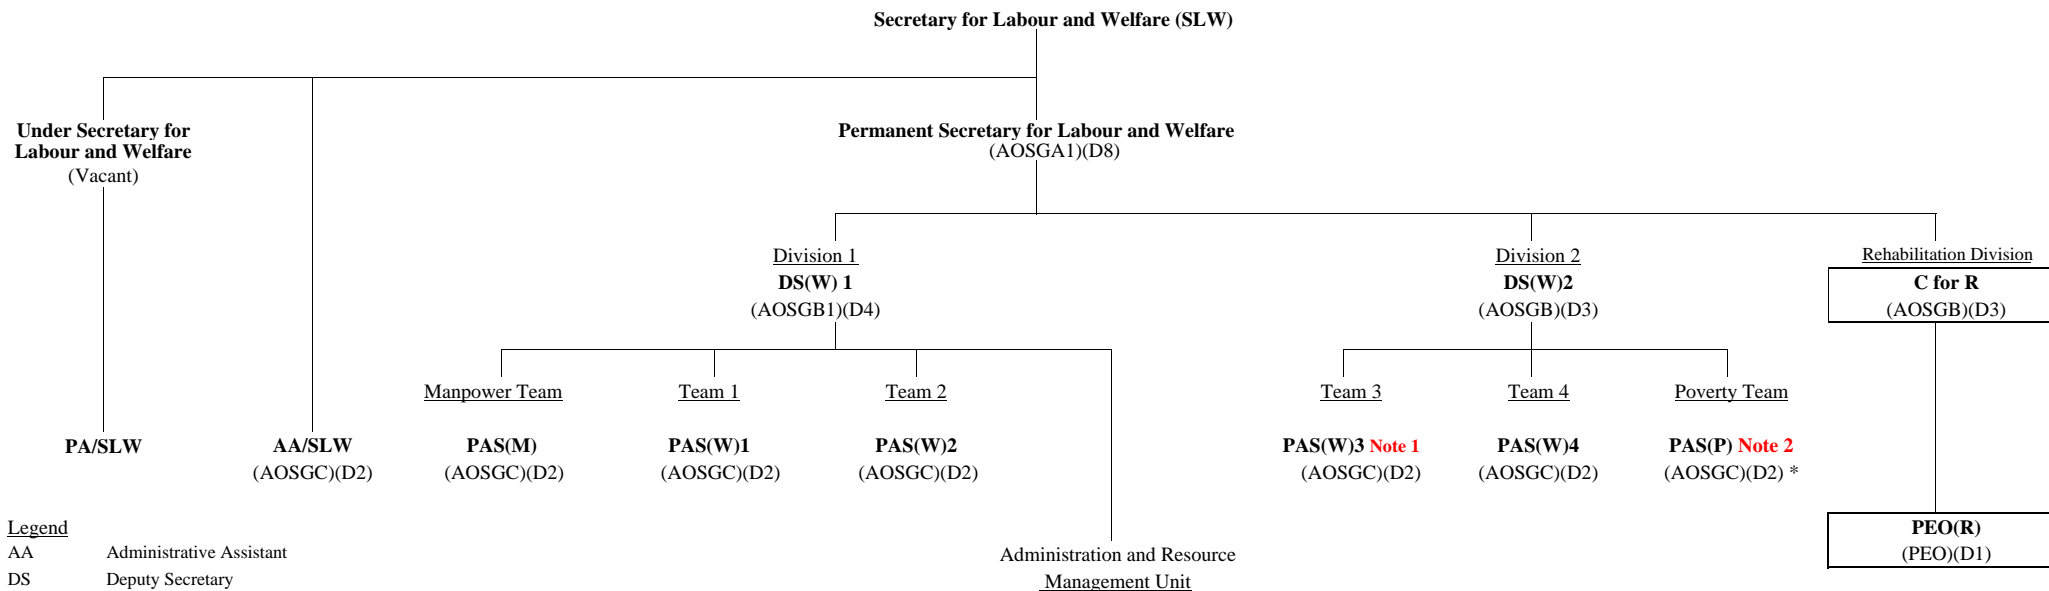 Secretary for Labour and Welfare (SLW)
Under Secretary for
Labour and Welfare
(Vacant)
Permanent Secretary for Labour and Welfare
(AOSGA1)(D8)
Division 1
DS(W) 1
(AOSGB1)(D4)
Division 2
DS(W)2
(AOSGB)(D3)
Rehabilitation Division
C for R
(AOSGB)(D3)
Manpower Team
Team 1
Team 2
Team 3
Team 4
Poverty Team
PA/SLW
AA/SLW
(AOSGC)(D2)
PAS(M)
(AOSGC)(D2)
PAS(W)1
(AOSGC)(D2)
PAS(W)2
(AOSGC)(D2)
PAS(W)3 Note 1
(AOSGC)(D2)
PAS(W)4
(AOSGC)(D2)
PAS(P) Note 2
(AOSGC)(D2) *
PEO(R)
(PEO)(D1)
Administration and Resource
Management Unit
Legend
AA Administrative Assistant
DS Deputy Secretary